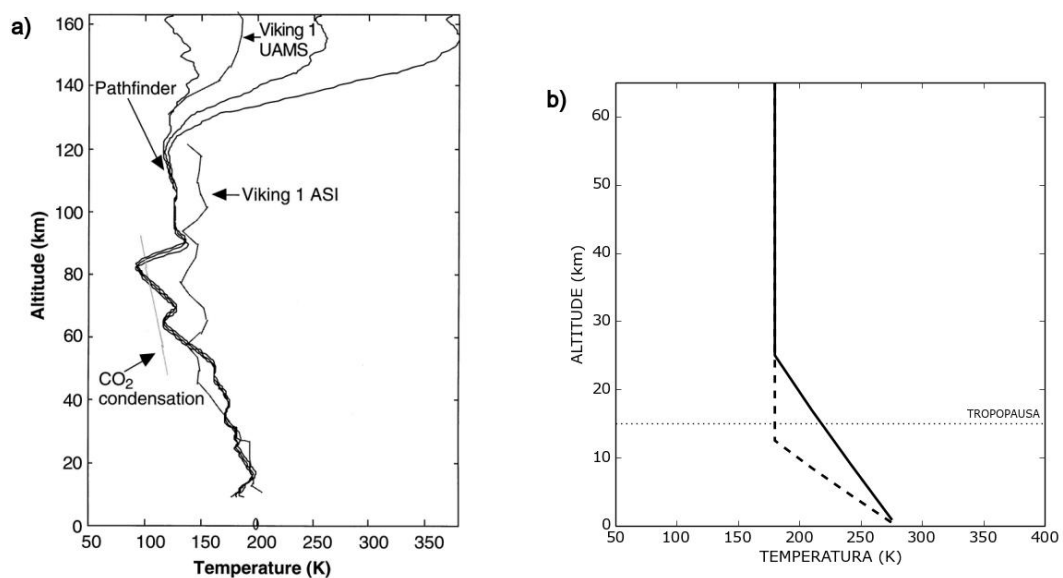 a)
160
140
120
100
80
60
40
20
0
Altitude (km)
Viking 1
UAMS
Pathfinder
Viking 1 ASI
CO2
condensation
50 100 150 200 250 300 350
Temperature (K)
b)
60
50
40
30
20
10
0
ALTITUDE (km)
TROPOPAUSA
50 100 150 200 250 300 350 400
TEMPERATURA (K)